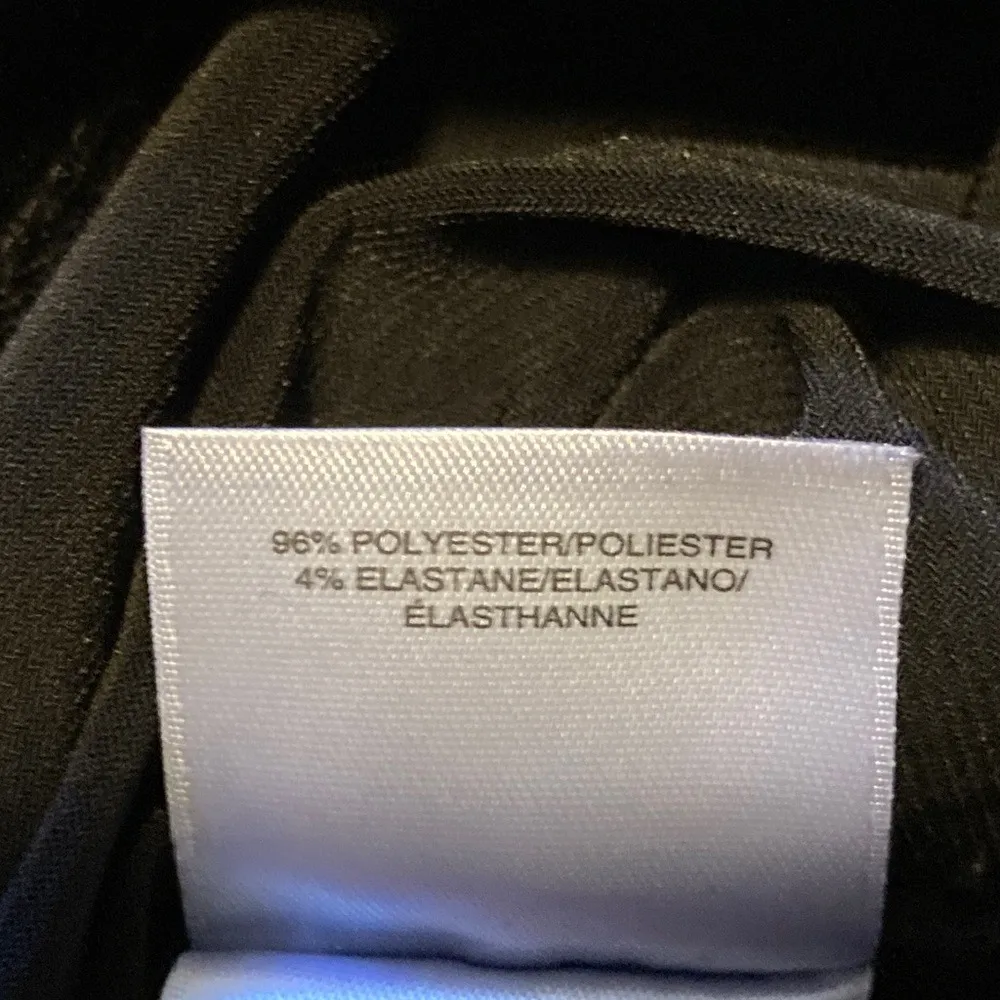 96% POLYESTER/POLIESTER
4% ELASTANE/ELASTANO/
ÉLASTHANNE